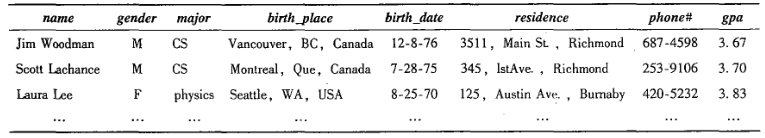 name gender major birth_place birth_date residence phone# gpa
Jim Woodman M CS Vancouver, BC, Canada 12-8-76 3511, Main St., Richmond 687-4598 3.67
Scott Lachance M CS Montreal, Que, Canada 7-28-75 345, lstAve., Richmond 253-9106 3.70
Laura Lee F physics Seattle, WA, USA 8-25-70 125, Austin Ave., Burnaby 420-5232 3.83
… … … … … … … …